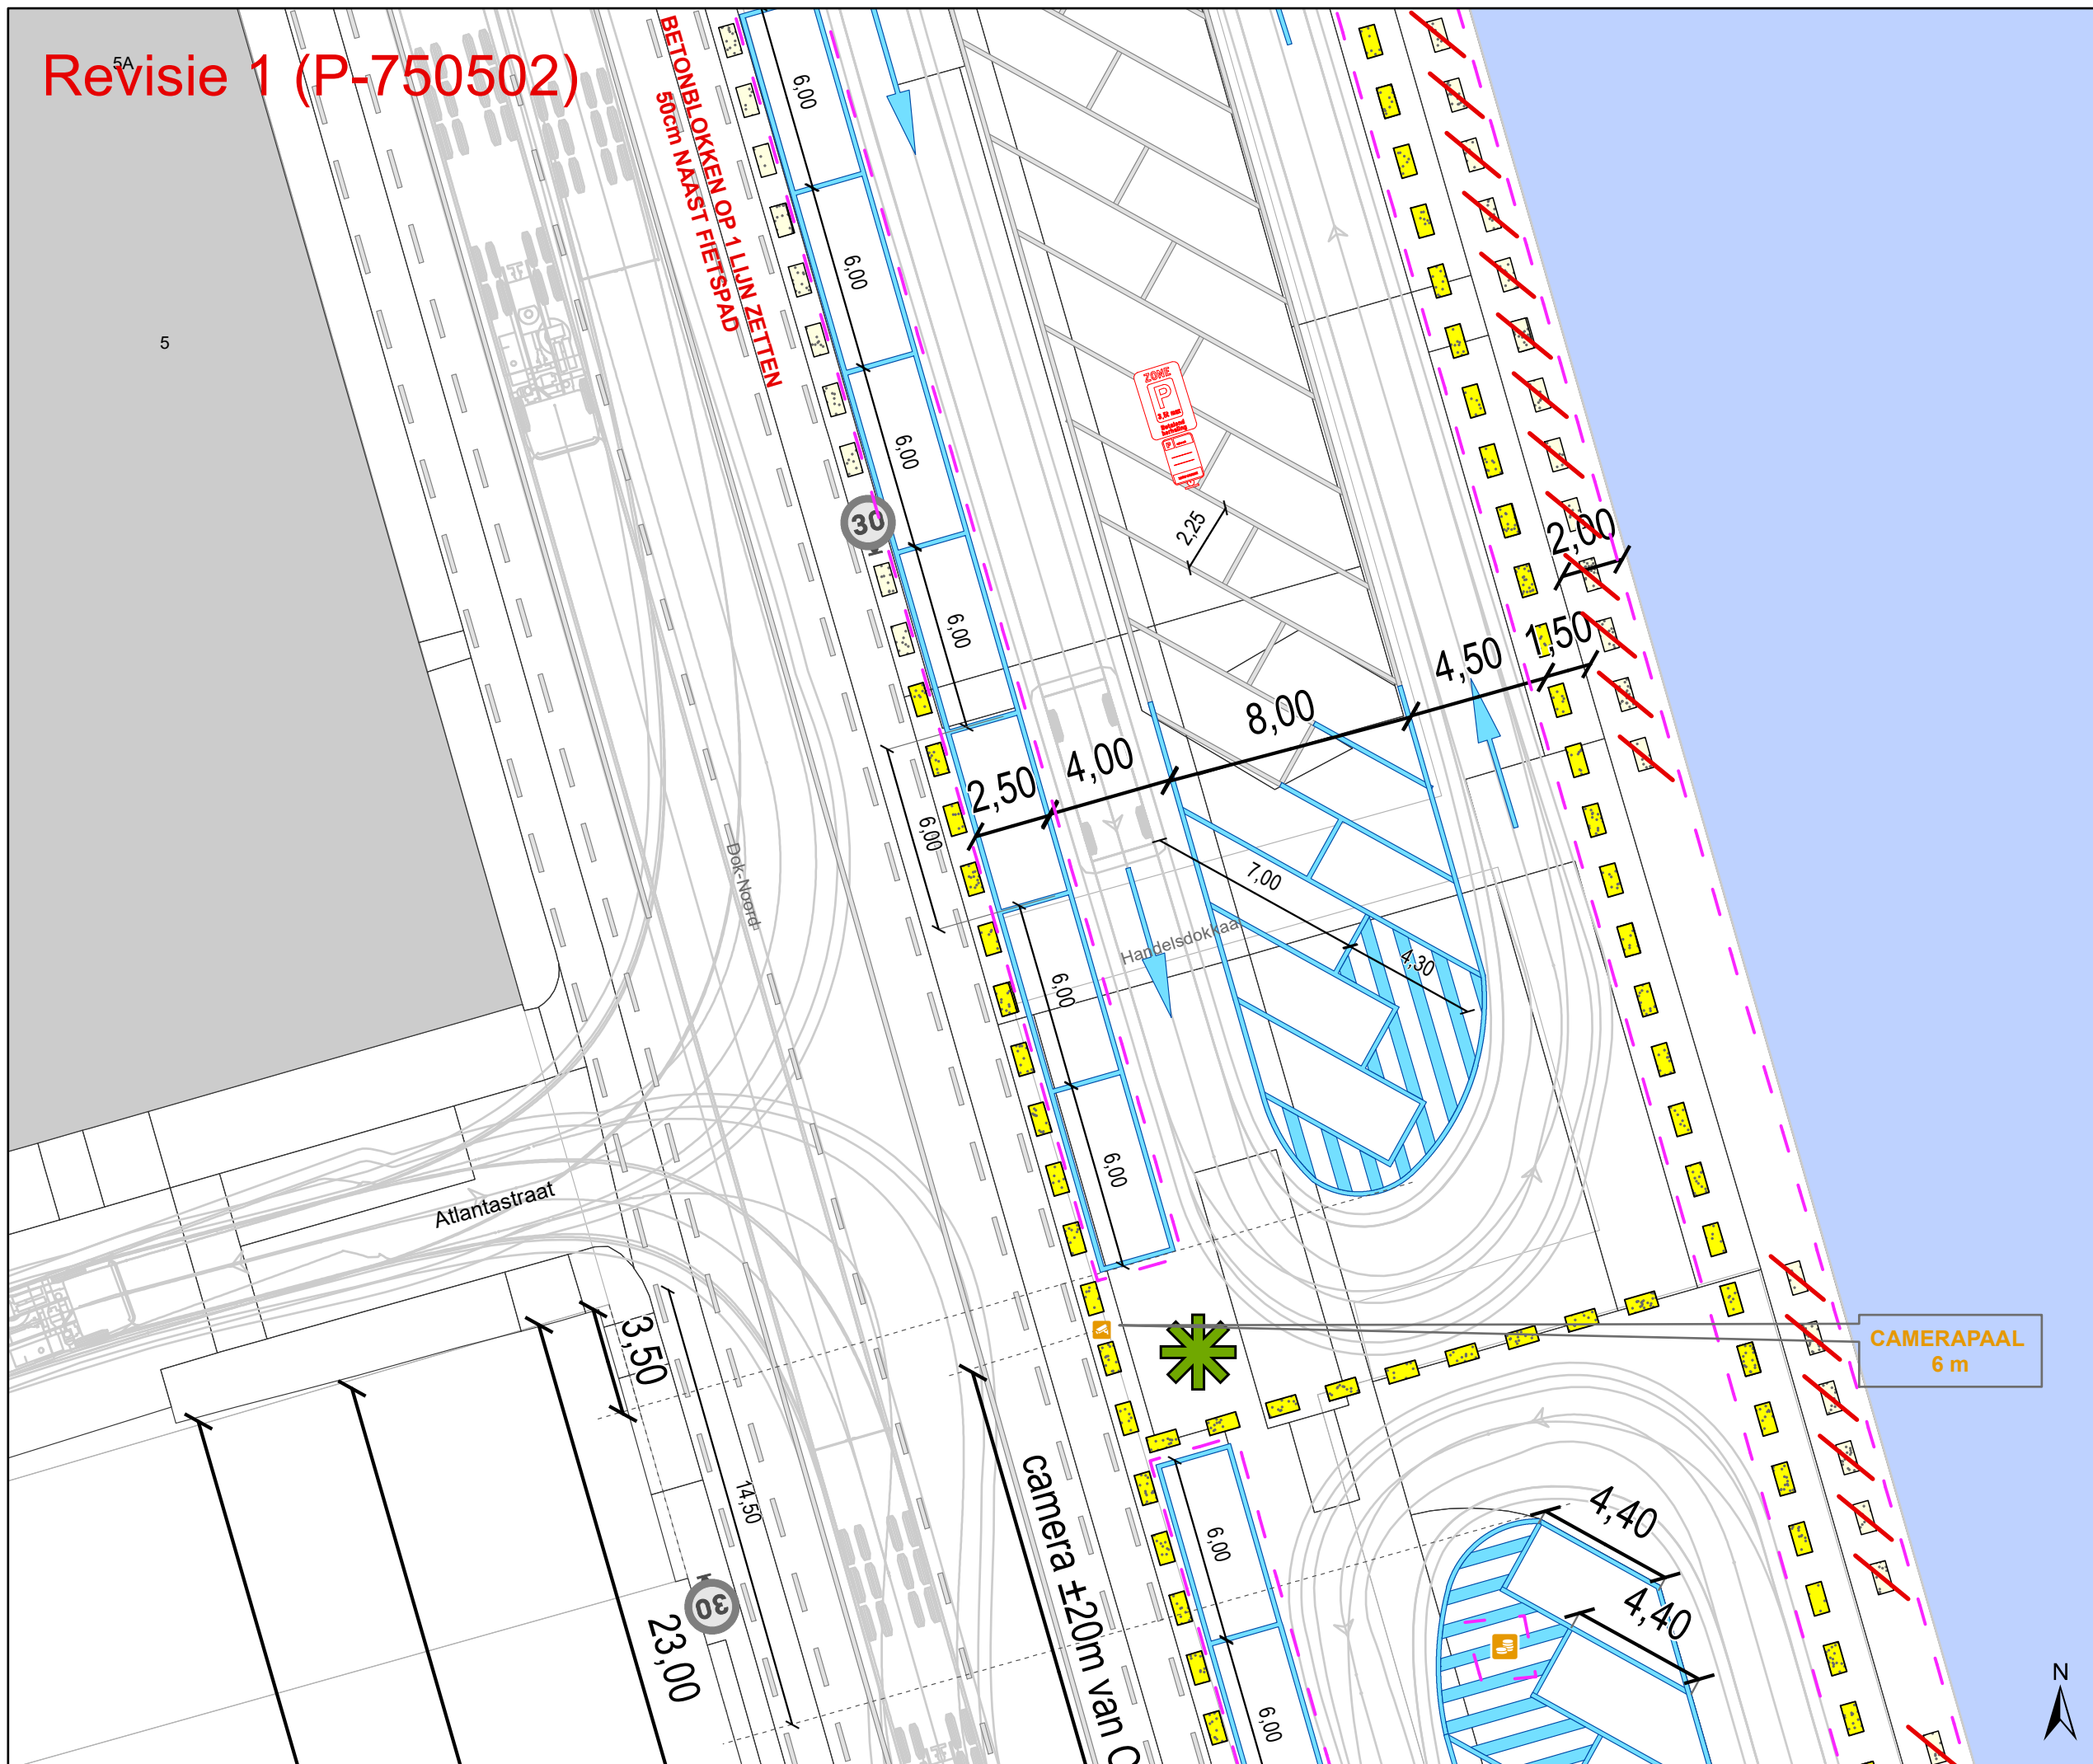 Revisie 1 (P-750502)
5A
5
BETONBLOKKEN OP 1 LIJN ZETTEN
50cm NAAST FIETSPAD
6,00
6,00
6,00
6,00
30
ZONE
P
2,25
2,00
1,50
4,50
8,00
4,00
2,50
6,00
7,00
4,30
Dok-Noord
Handelsdokkaai
6,00
6,00
Atlantastraat
3,50
14,50
30
23,00
CAMERAPAAL
6 m
camera ±20m van
6,00
6,00
4,40
4,40
N